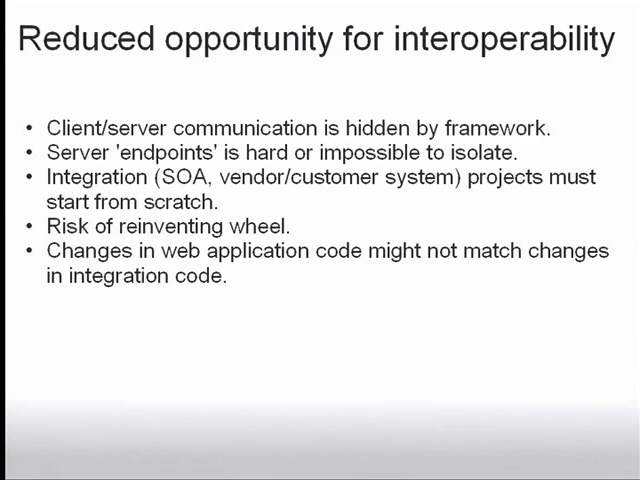 Reduced opportunity for interoperability
• Client/server communication is hidden by framework.
• Server 'endpoints' is hard or impossible to isolate.
• Integration (SOA, vendor/customer system) projects must
start from scratch.
• Risk of reinventing wheel.
• Changes in web application code might not match changes
in integration code.